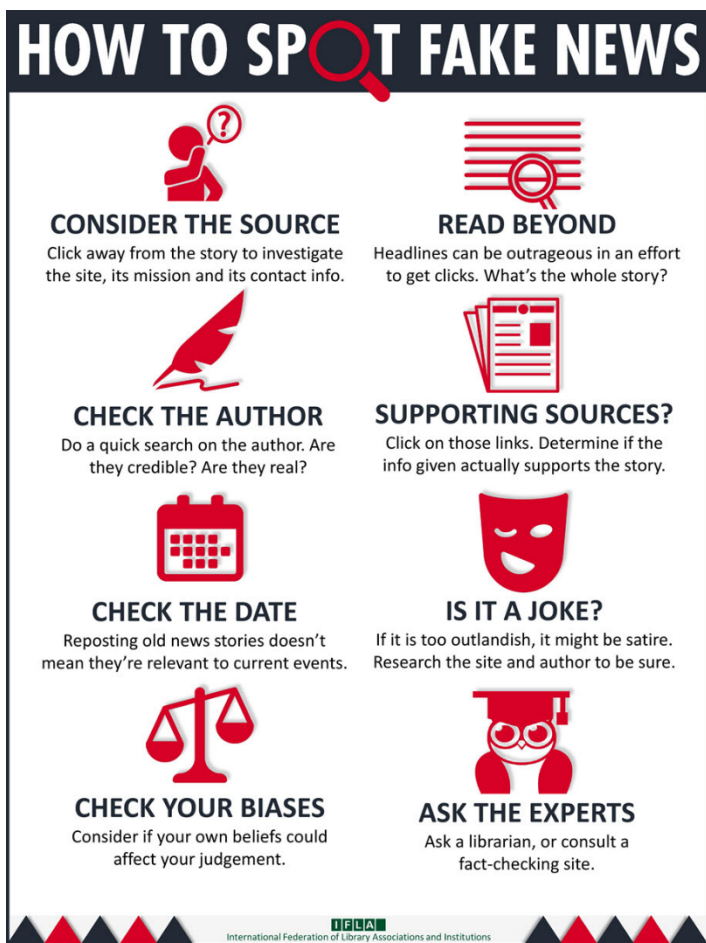 HOW TO SPOT FAKE NEWS
?
CONSIDER THE SOURCE
Click away from the story to investigate
the site, its mission and its contact info.
READ BEYOND
Headlines can be outrageous in an effort
to get clicks. What's the whole story?
CHECK THE AUTHOR
Do a quick search on the author. Are
they credible? Are they real?
SUPPORTING SOURCES?
Click on those links. Determine if the
info given actually supports the story.
CHECK THE DATE
Reposting old news stories doesn't
mean they're relevant to current events.
IS IT A JOKE?
If it is too outlandish, it might be satire.
Research the site and author to be sure.
CHECK YOUR BIASES
Consider if your own beliefs could
affect your judgement.
ASK THE EXPERTS
Ask a librarian, or consult a
fact-checking site.
IFLA
International Federation of Library Associations and Institutions